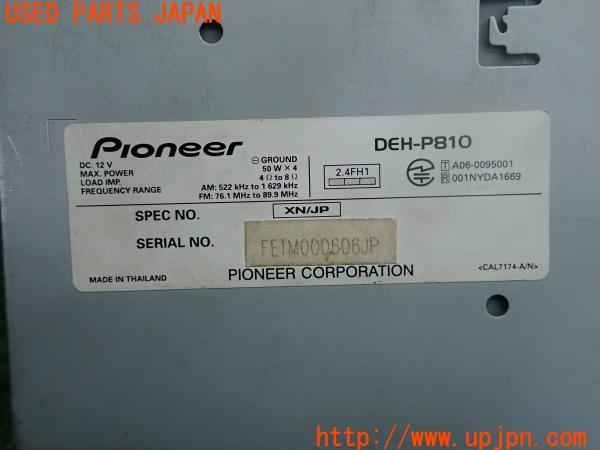 USED PARTS JAPAN
Pioneer
DEH-P810
DC. 12 V
⊖ GROUND
MAX. POWER 50 W × 4
LOAD IMP. 4 Ω to 8 Ω
FREQUENCY RANGE AM: 522 kHz to 1 629 kHz
FM: 76.1 MHz to 89.9 MHz
2.4FH1
T A06-0095001
R 001NYDA1669
SPEC NO. XN/JP
SERIAL NO. FETM000606JP
MADE IN THAILAND
PIONEER CORPORATION
<CAL7174-A/N>
UPJ
http://www.upjpn.com